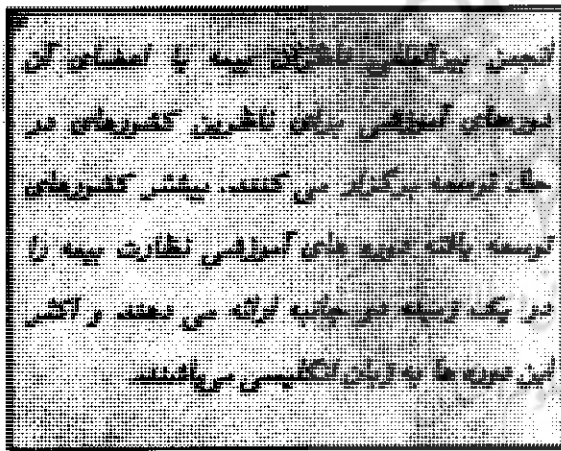 انجمن بین‌المللی ناظرین بیمه یا اعضای آن
دوره‌های آموزشی برای ناظرین کشورهای در
حال توسعه برگزار می کنند. بیشتر کشورهای
توسعه یافته دوره های آموزشی نظارت بیمه را
در یک زمینه دو جانبه ارائه می دهند و اکثر
این دوره ها به زبان انگلیسی می‌باشند.